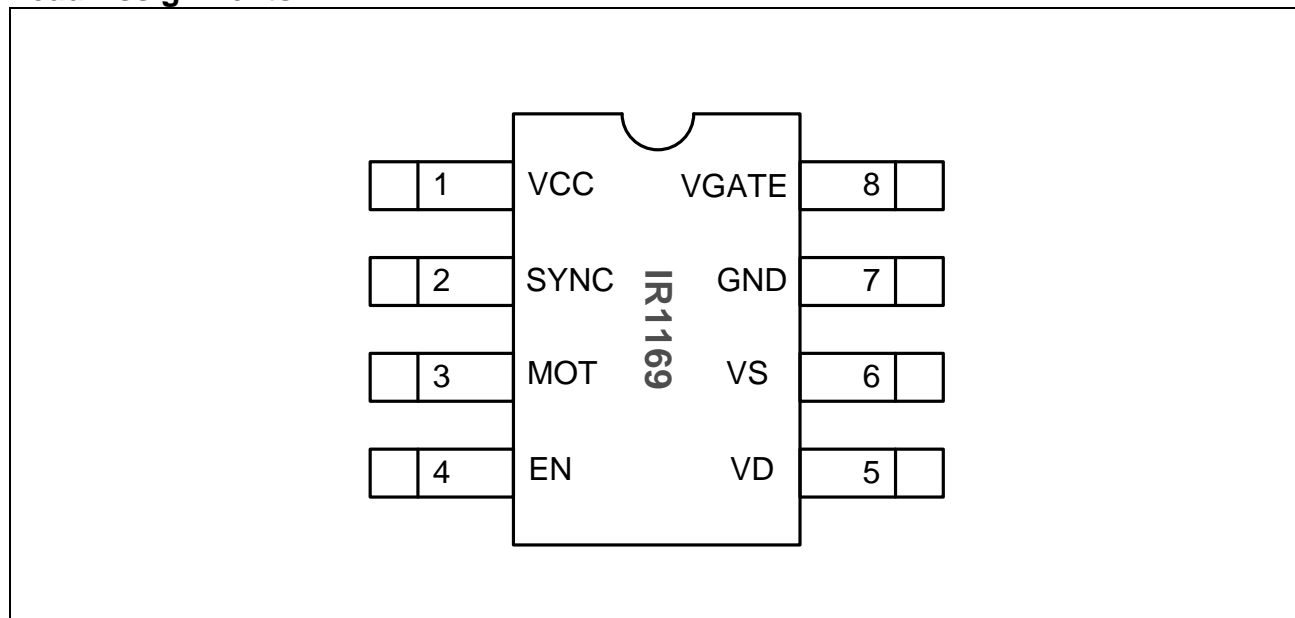 1 VCC VGATE 8
2 SYNC GND 7
3 MOT VS 6
4 EN VD 5
IR1169